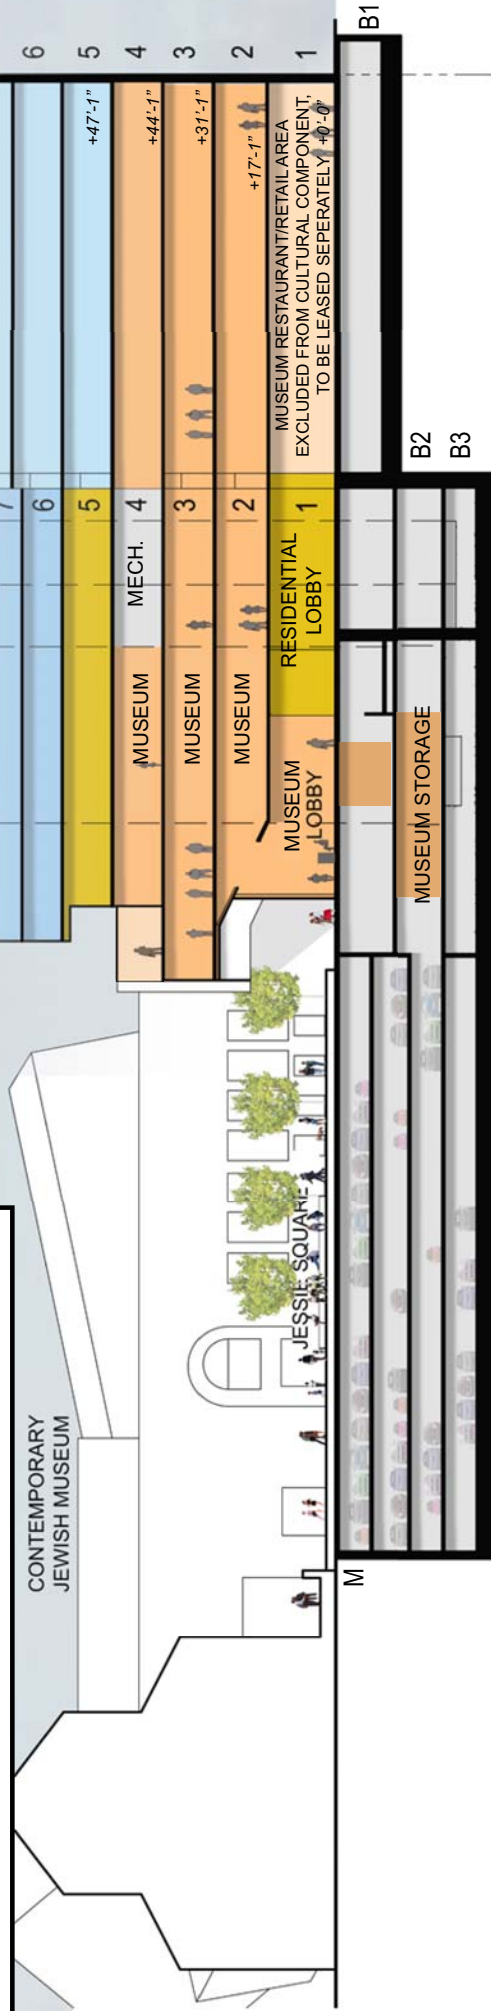 CONTEMPORARY
JEWISH MUSEUM
JESSIE SQUARE
M
7
6
5
4
3
2
1
MECH.
MUSEUM
MUSEUM
MUSEUM
MUSEUM
LOBBY
RESIDENTIAL
LOBBY
MUSEUM STORAGE
6
5
4
3
2
1
+47'-1"
+44'-1"
+31'-1"
+17'-1"
MUSEUM RESTAURANT/RETAIL AREA
EXCLUDED FROM CULTURAL COMPONENT,
TO BE LEASED SEPERATELY +0'-0"
B1
B2
B3